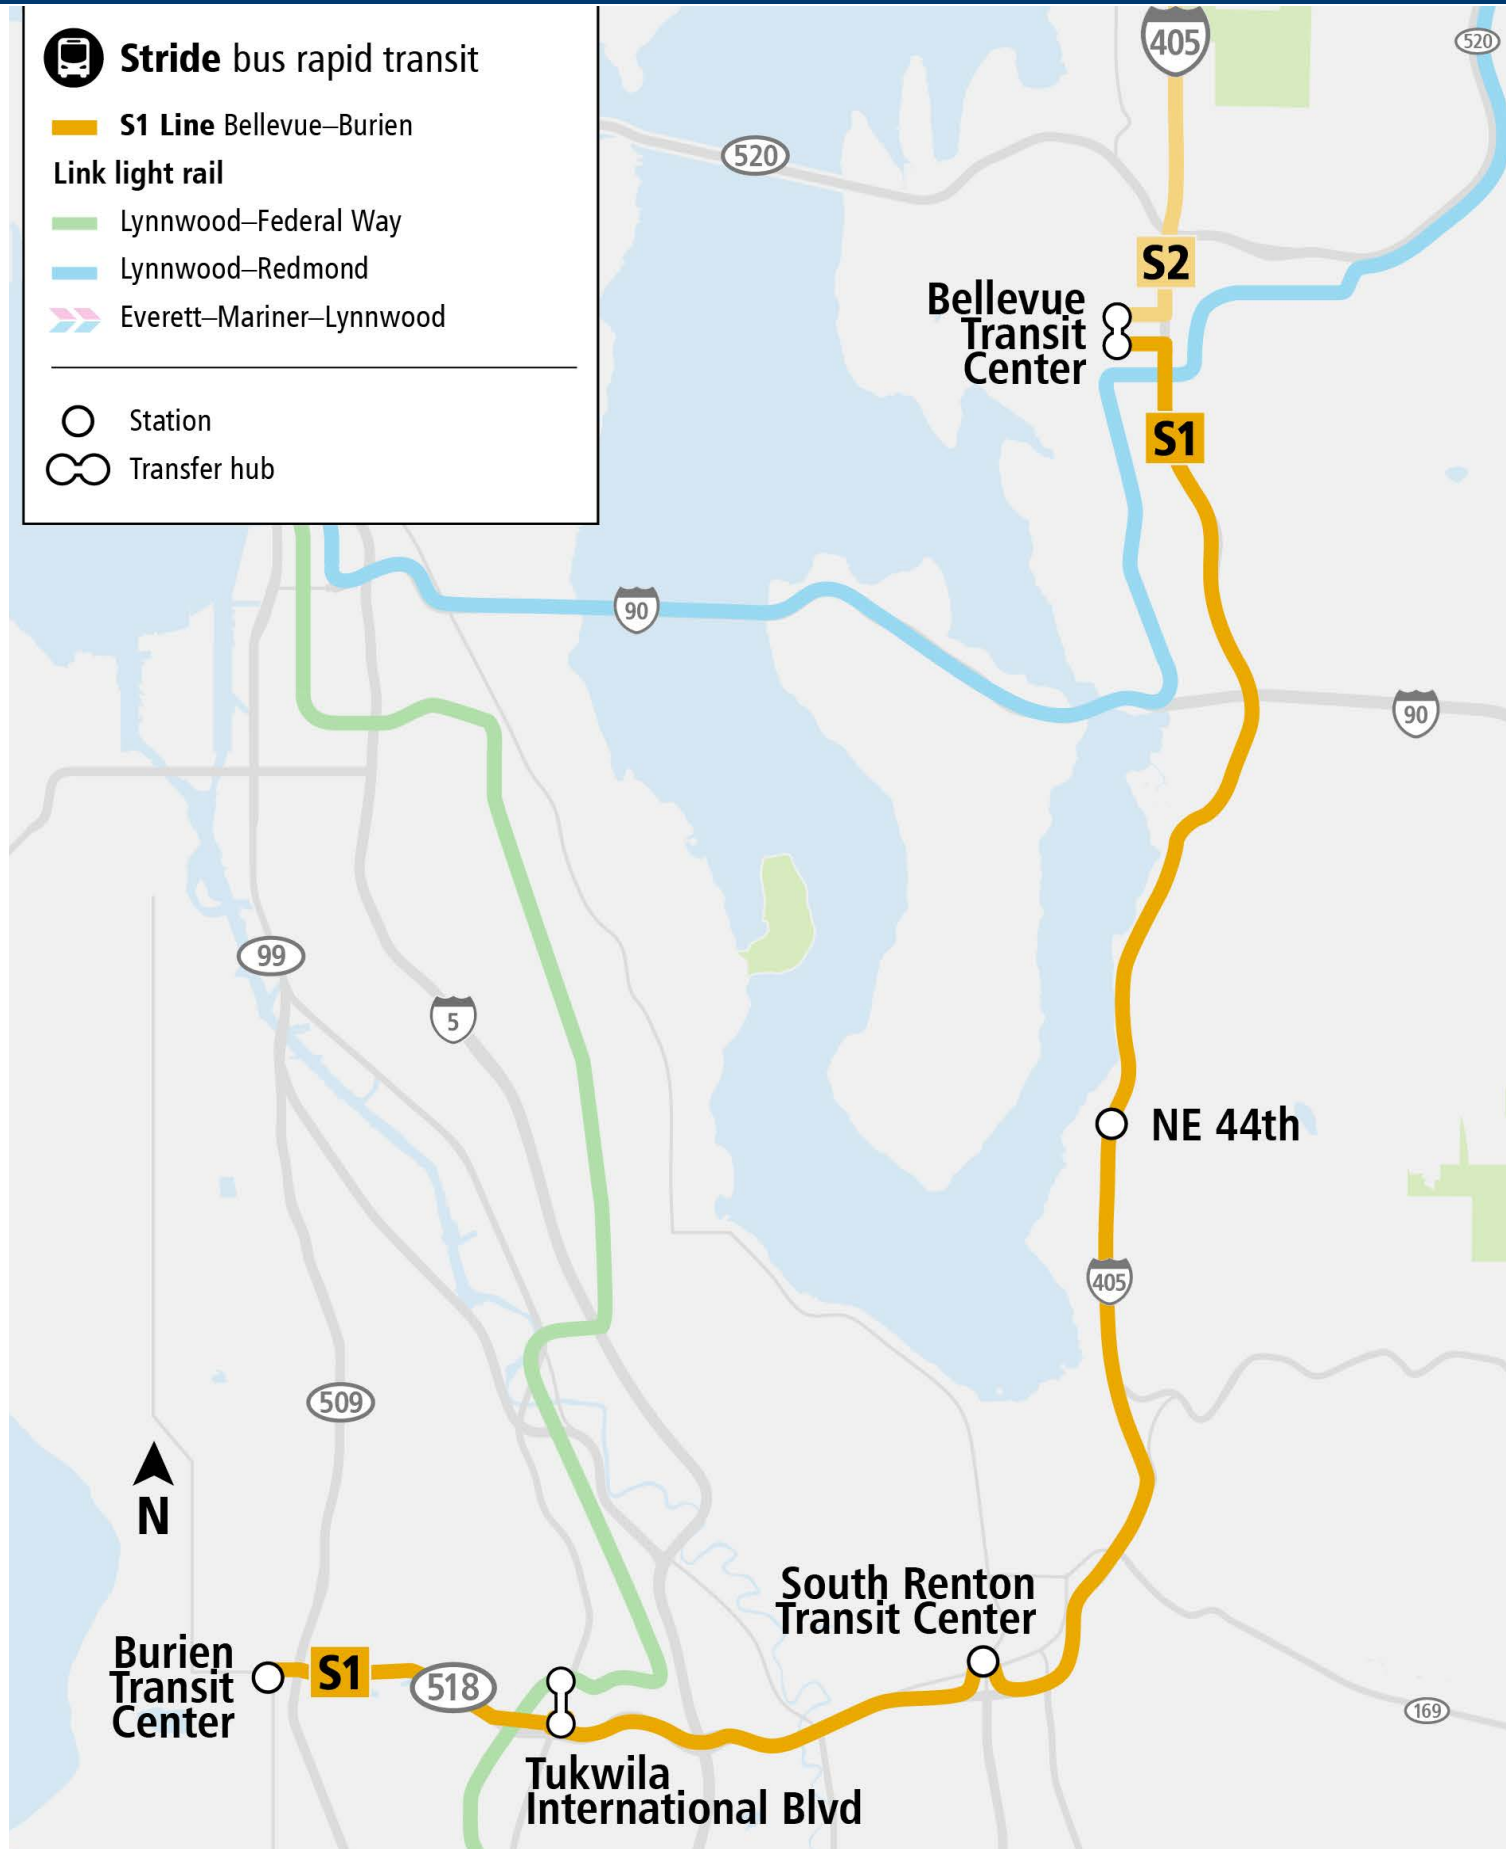 Stride bus rapid transit
S1 Line Bellevue–Burien
Link light rail
Lynnwood–Federal Way
Lynnwood–Redmond
Everett–Mariner–Lynnwood
Station
Transfer hub
405
520
520
S2
Bellevue
Transit
Center
S1
90
90
99
5
NE 44th
405
509
N
South Renton
Transit Center
Burien
Transit
Center
S1
518
169
Tukwila
International Blvd